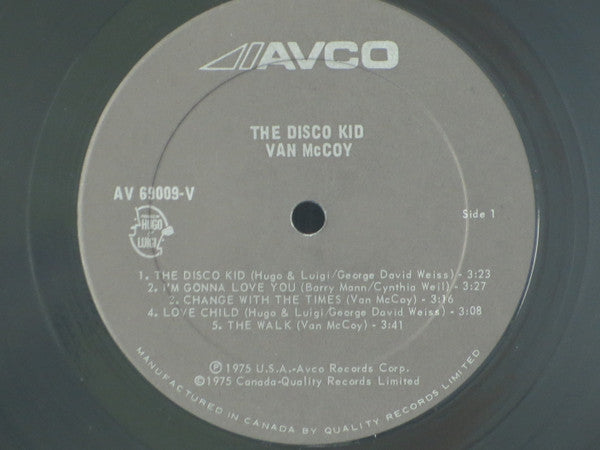 AVCO
THE DISCO KID
VAN McCOY
AV 69009-V
Side 1
HUGO
&
LUIGI
1. THE DISCO KID (Hugo & Luigi/George David Weiss) - 3:23
2. I'M GONNA LOVE YOU (Barry Mann/Cynthia Weil) - 3:27
3. CHANGE WITH THE TIMES (Van McCoy) - 3:16
4. LOVE CHILD (Hugo & Luigi/George David Weiss) - 3:08
5. THE WALK (Van McCoy) - 3:41
Ⓟ 1975 U.S.A.-Avco Records Corp.
©1975 Canada-Quality Records Limited
MANUFACTURED IN CANADA BY QUALITY RECORDS LIMITED